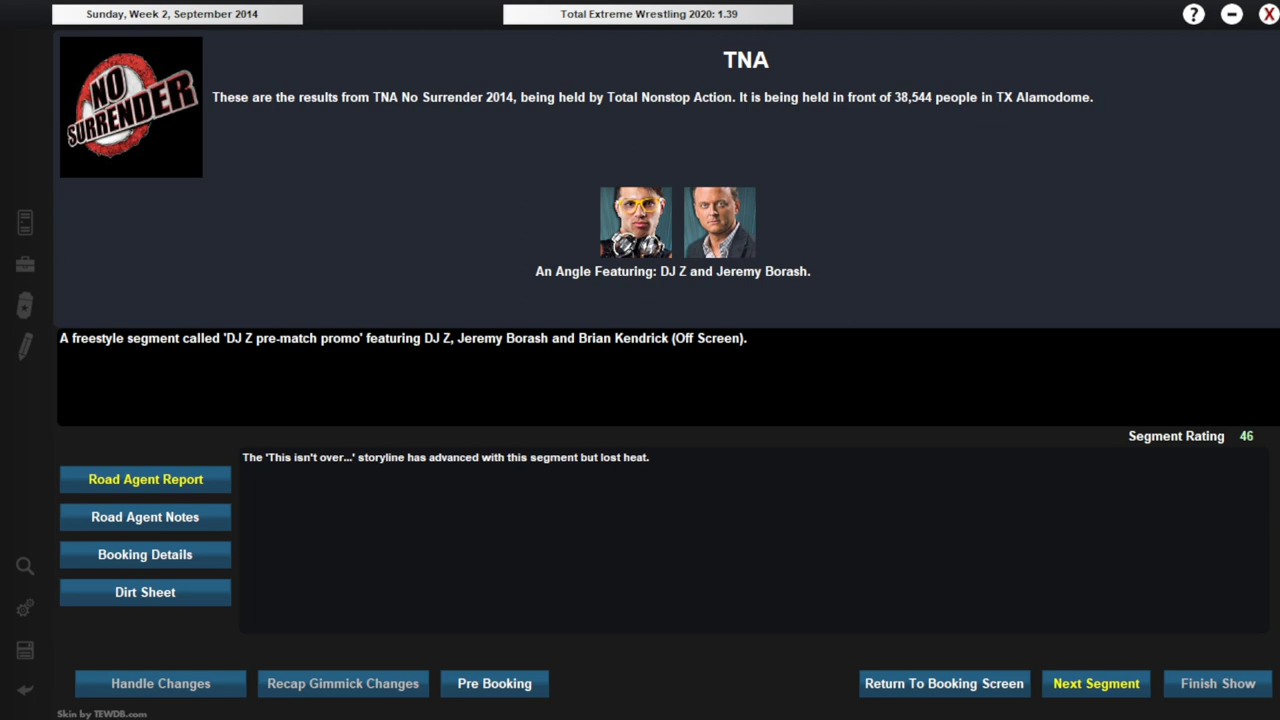 Sunday, Week 2, September 2014
Total Extreme Wrestling 2020: 1.39
?
X
NO
SURRENDER
TNA
These are the results from TNA No Surrender 2014, being held by Total Nonstop Action. It is being held in front of 38,544 people in TX Alamodome.
An Angle Featuring: DJ Z and Jeremy Borash.
A freestyle segment called 'DJ Z pre-match promo' featuring DJ Z, Jeremy Borash and Brian Kendrick (Off Screen).
Segment Rating 46
The 'This isn't over...' storyline has advanced with this segment but lost heat.
Road Agent Report
Road Agent Notes
Booking Details
Dirt Sheet
Handle Changes
Recap Gimmick Changes
Pre Booking
Return To Booking Screen
Next Segment
Finish Show
Skin by TEWDB.com